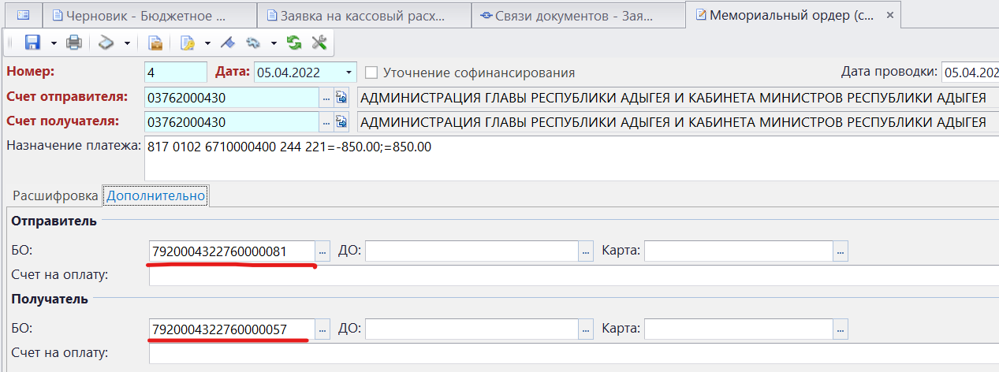 Черновик - Бюджетное ... Заявка на кассовый расх... Связи документов - Зая... Мемориальный ордер (с... ×
Номер: 4 Дата: 05.04.2022 Уточнение софинансирования Дата проводки: 05.04.202
Счет отправителя: 03762000430 ... АДМИНИСТРАЦИЯ ГЛАВЫ РЕСПУБЛИКИ АДЫГЕЯ И КАБИНЕТА МИНИСТРОВ РЕСПУБЛИКИ АДЫГЕЯ
Счет получателя: 03762000430 ... АДМИНИСТРАЦИЯ ГЛАВЫ РЕСПУБЛИКИ АДЫГЕЯ И КАБИНЕТА МИНИСТРОВ РЕСПУБЛИКИ АДЫГЕЯ
Назначение платежа: 817 0102 6710000400 244 221=-850.00;=850.00
Расшифровка Дополнительно
Отправитель
БО: 7920004322760000081 ... ДО: ... Карта: ...
Счет на оплату:
Получатель
БО: 7920004322760000057 ... ДО: ... Карта: ...
Счет на оплату: